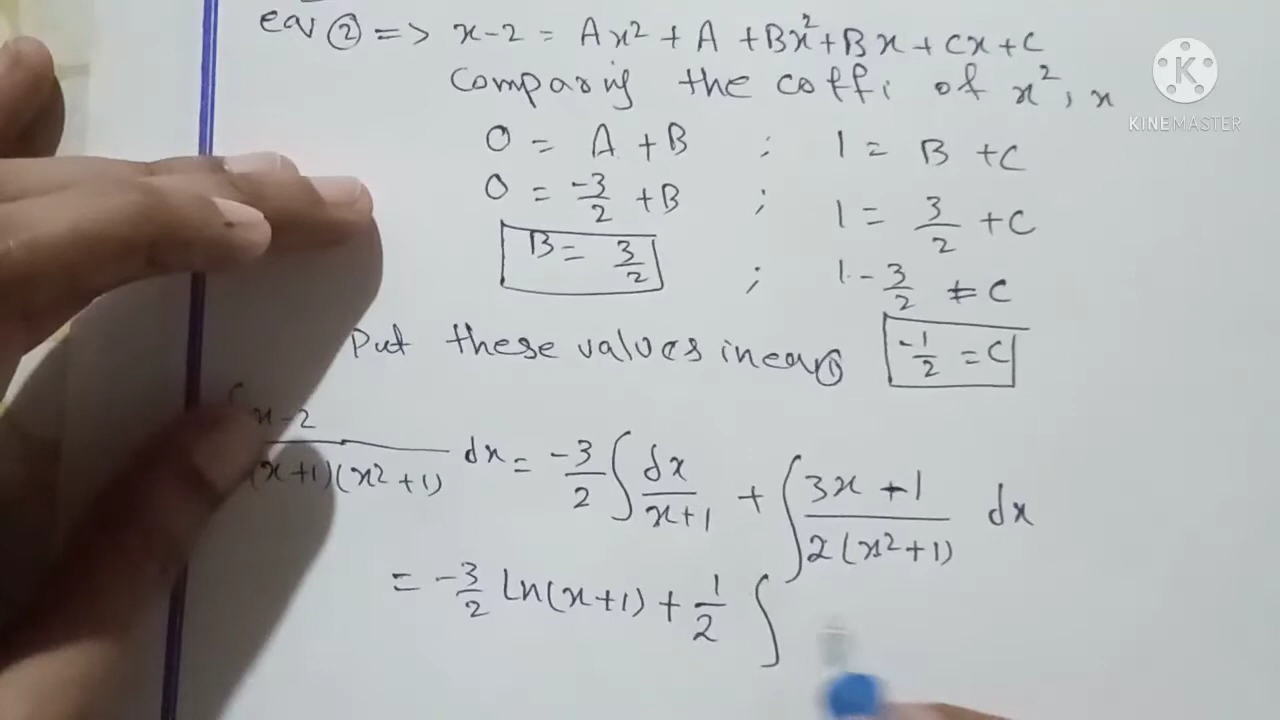 eqn ② => x-2 = Ax² + A + Bx² + Bx + Cx + C
Comparing the coffi of x², x
0 = A + B ; 1 = B + C
0 = -3/2 + B ; 1 = 3/2 + C
B = 3/2 ; 1 - 3/2 = C
Put these values in eqn ① -1/2 = C
∫ x-2/(x+1)(x²+1) dx = -3/2 ∫ dx/x+1 + ∫ 3x-1/2(x²+1) dx
= -3/2 ln(x+1) + 1/2 ∫
K
KINEMASTER